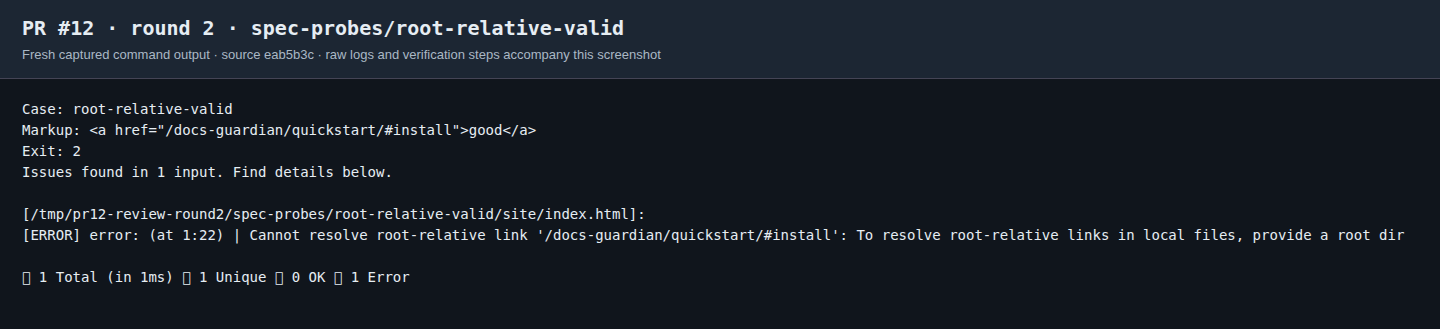 PR #12 · round 2 · spec-probes/root-relative-valid
Fresh captured command output · source eab5b3c · raw logs and verification steps accompany this screenshot
Case: root-relative-valid
Markup: <a href="/docs-guardian/quickstart/#install">good</a>
Exit: 2
Issues found in 1 input. Find details below.
[/tmp/pr12-review-round2/spec-probes/root-relative-valid/site/index.html]:
[ERROR] error: (at 1:22) | Cannot resolve root-relative link '/docs-guardian/quickstart/#install': To resolve root-relative links in local files, provide a root dir
1 Total (in 1ms) 1 Unique 0 OK 1 Error